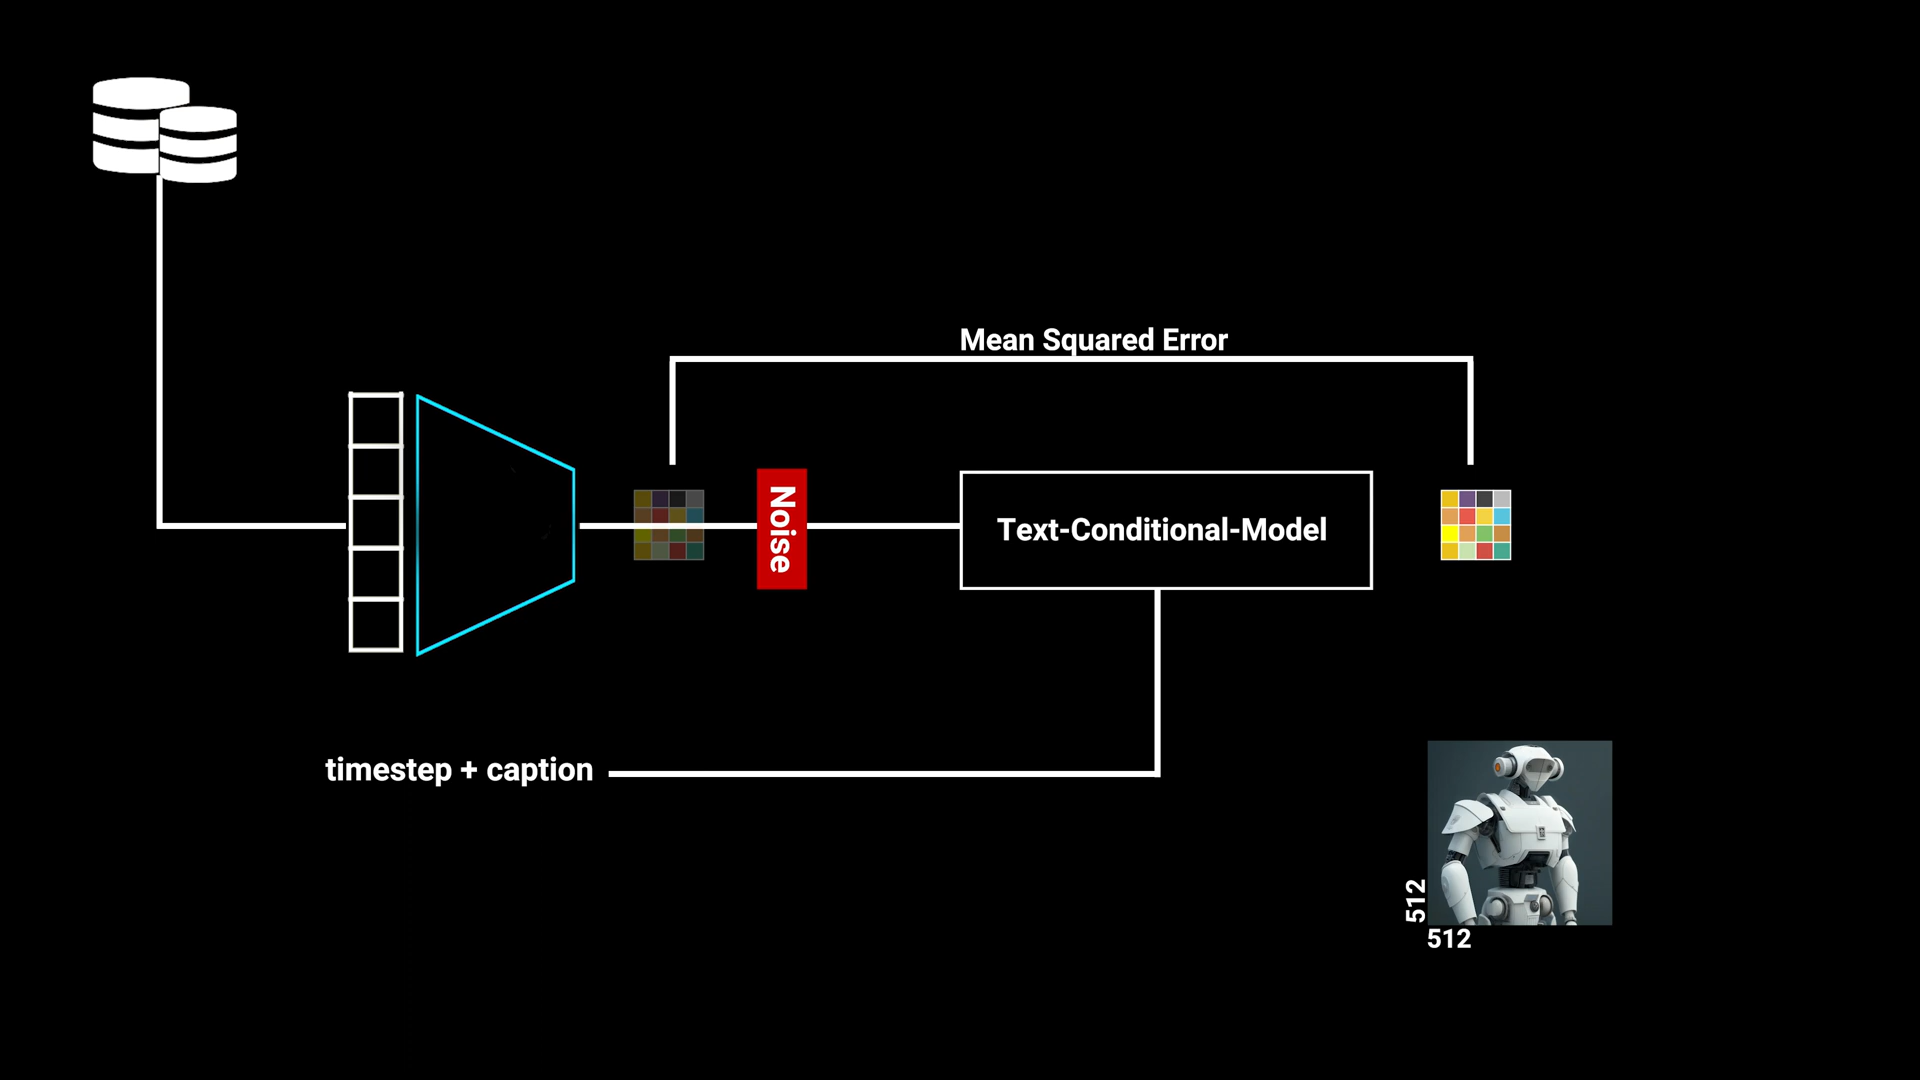 Mean Squared Error
Noise
Text-Conditional-Model
timestep + caption
512
512